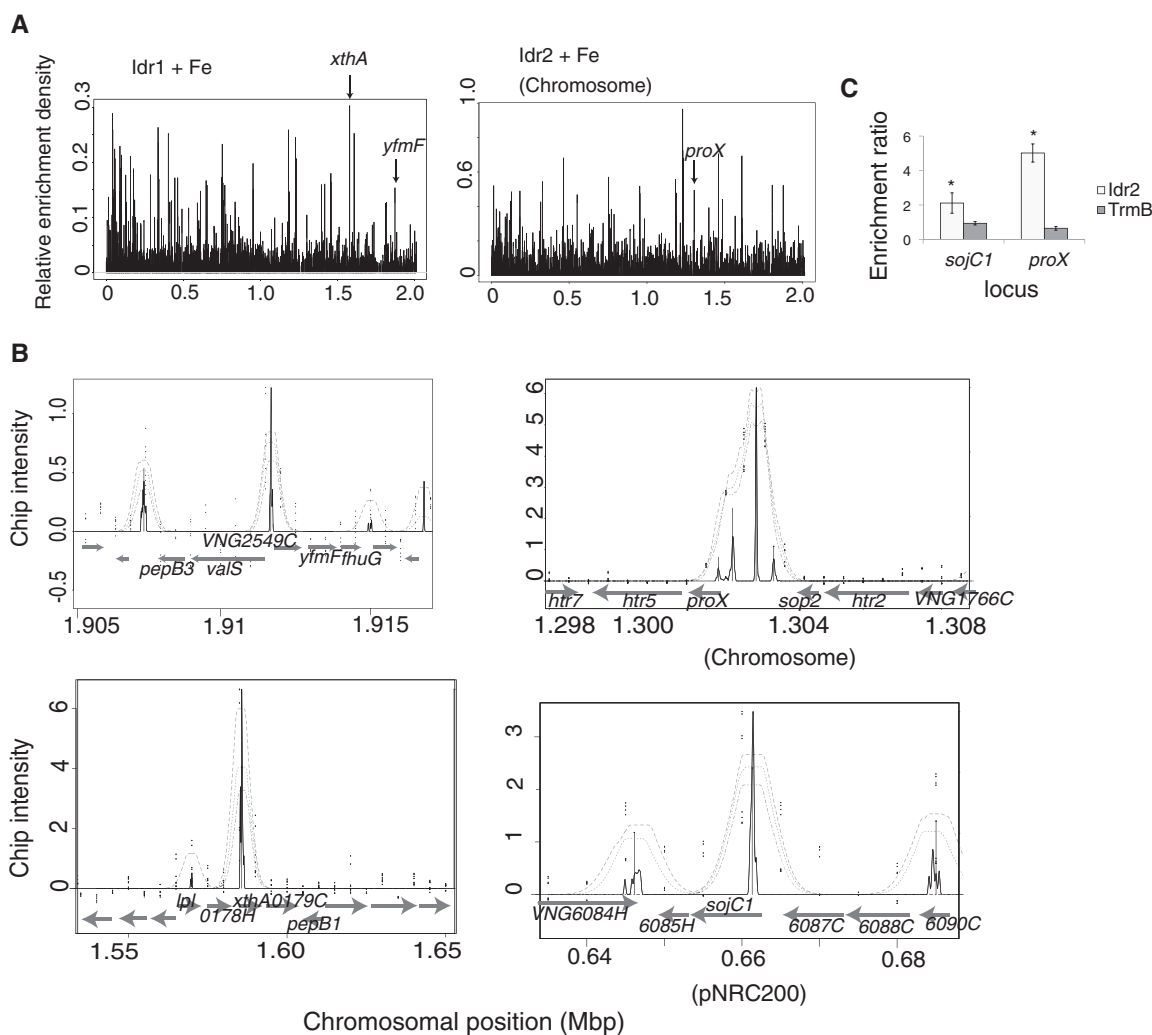 A
Idr1 + Fe
xthA
yfmF
Relative enrichment density
0.3
0.2
0.1
0
0 0.5 1.0 1.5 2.0
Idr2 + Fe
(Chromosome)
proX
1.0
0.6
0
0 0.5 1.0 1.5 2.0
C
Enrichment ratio
6
4
2
0
* *
Idr2
TrmB
sojC1 proX
locus
B
Chip intensity
1.0
0.5
0.0
-0.5
VNG2549C
pepB3 valS yfmF fhuG
1.905 1.91 1.915
6
5
4
3
2
1
0
htr7 htr5 proX sop2 htr2 VNG1766C
1.298 1.300 1.304 1.308
(Chromosome)
Chip intensity
6
4
2
0
lpl xthA 0179C
0178H pepB1
1.55 1.60 1.65
3
2
1
0
VNG6084H 6085H sojC1 6087C 6088C 6090C
0.64 0.66 0.68
(pNRC200)
Chromosomal position (Mbp)